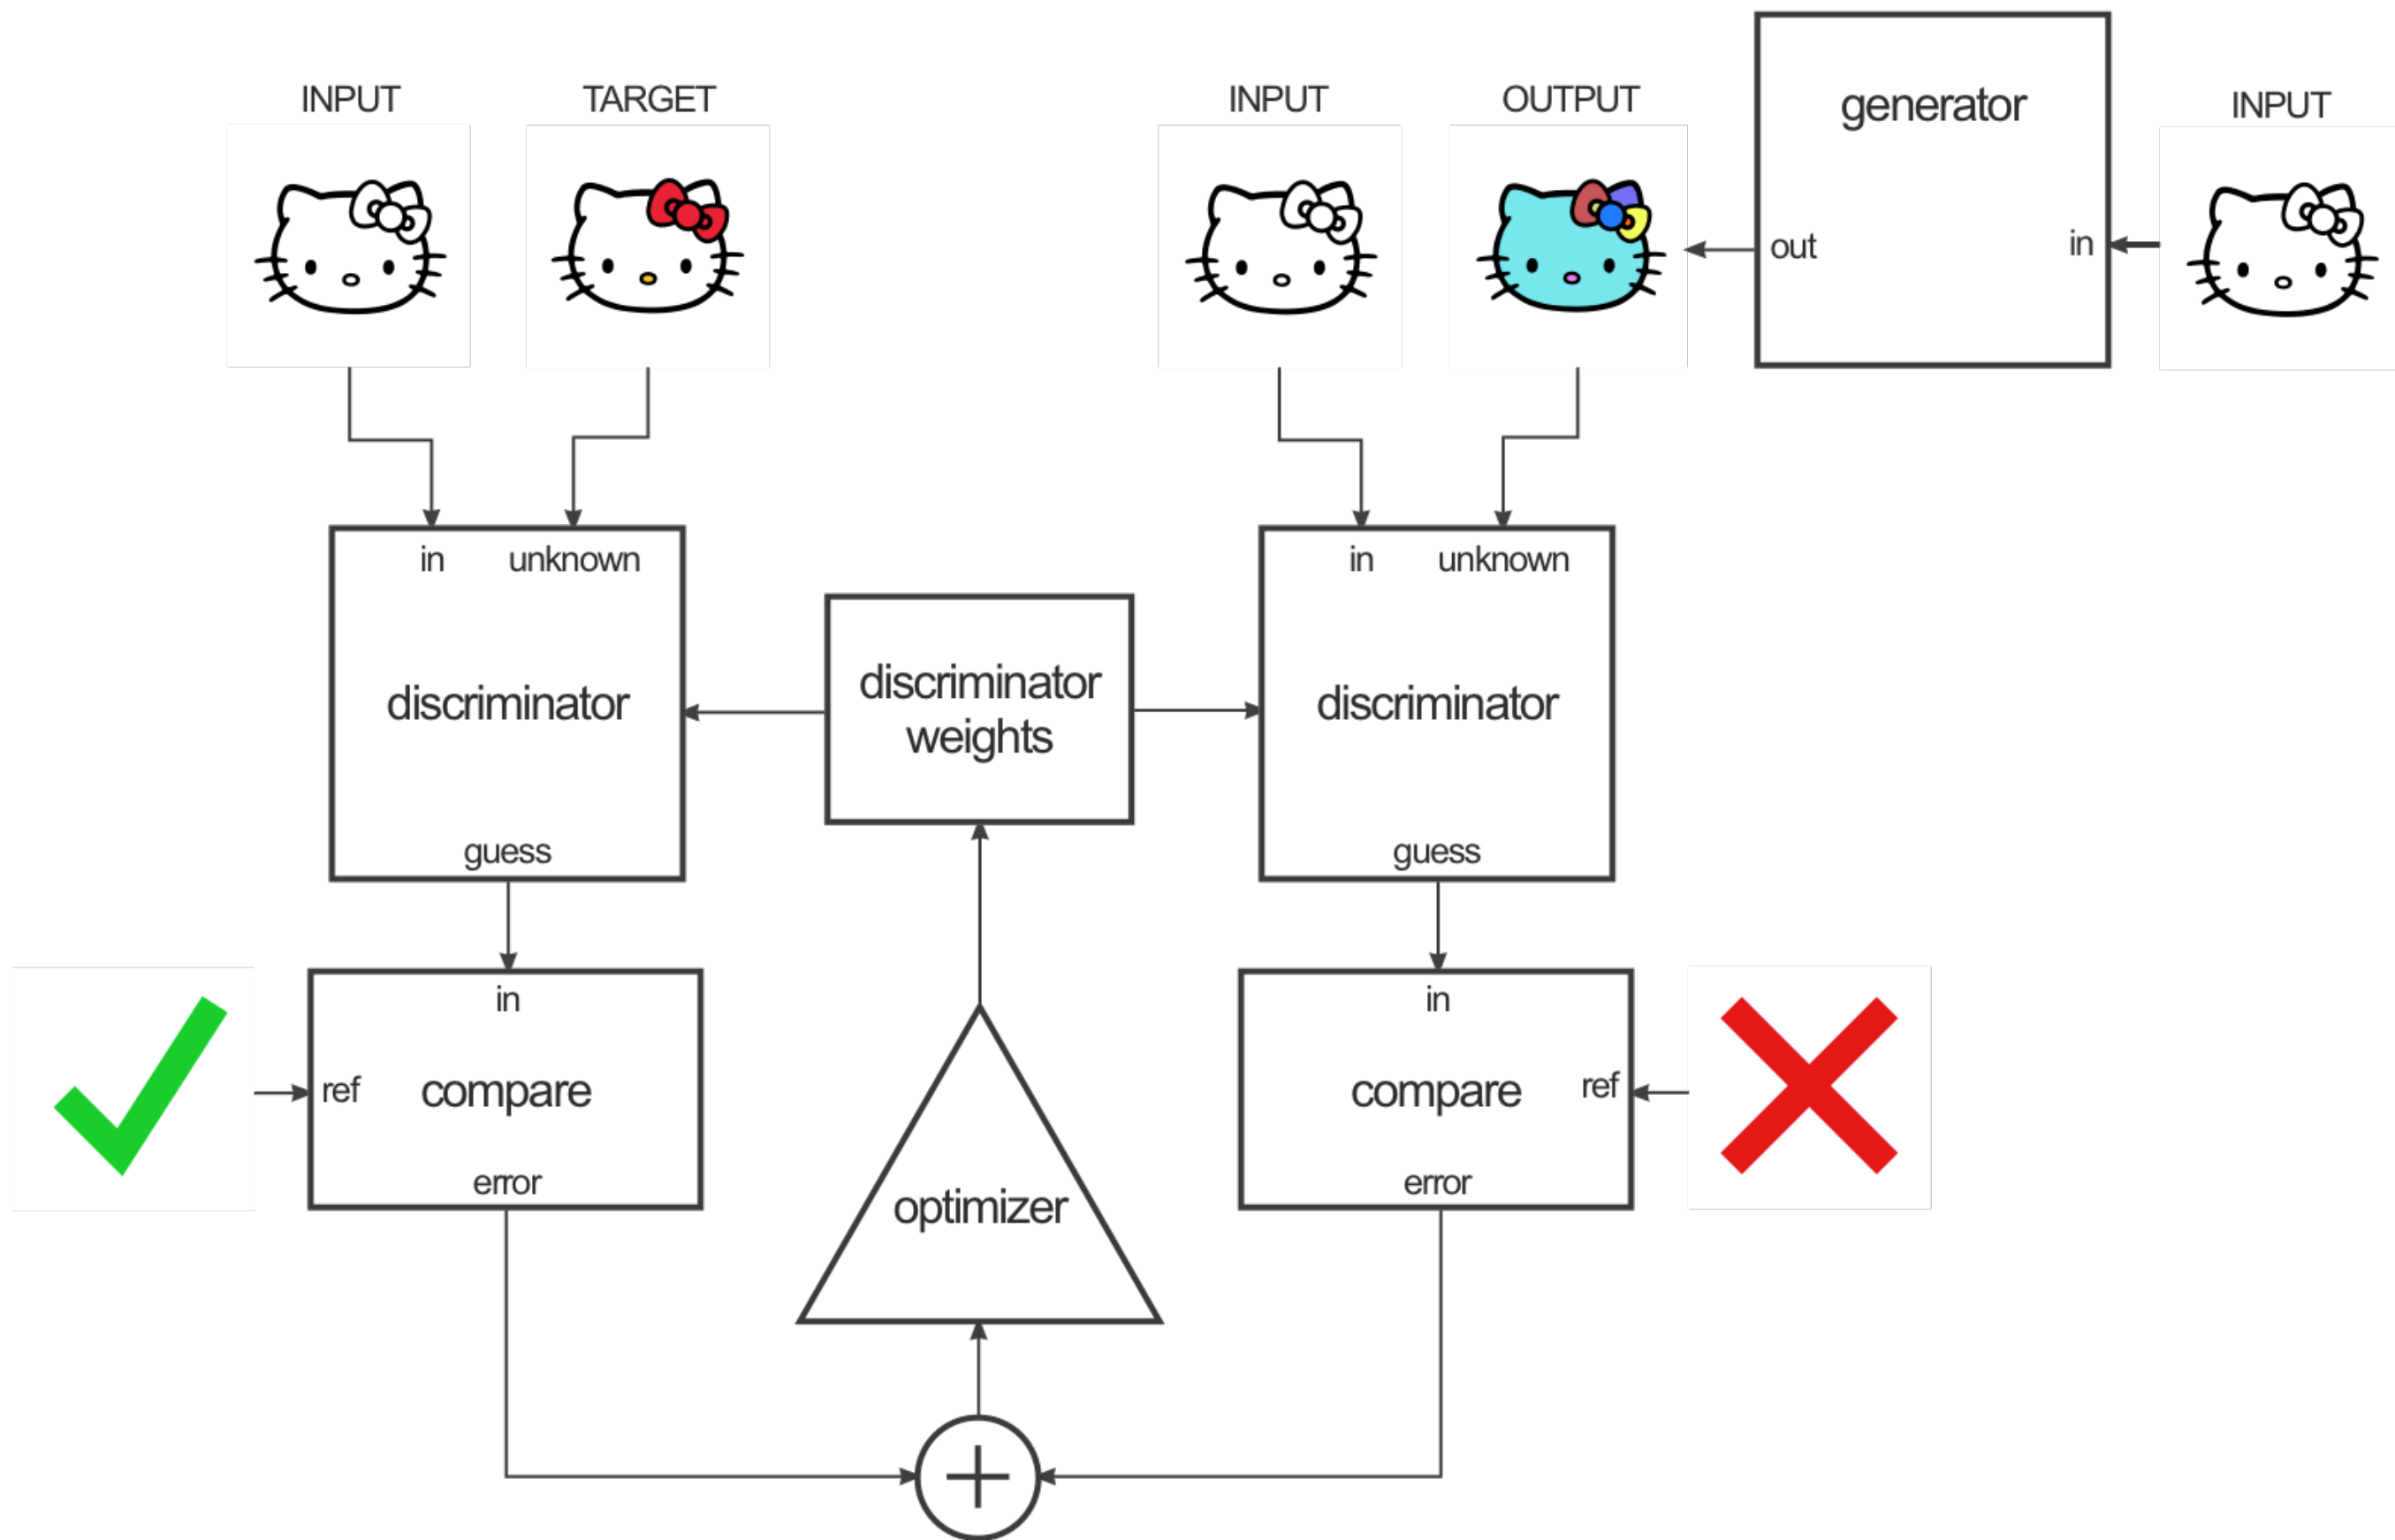 INPUT
TARGET
INPUT
OUTPUT
generator
INPUT
out
in
in
unknown
in
unknown
discriminator
discriminator
weights
discriminator
guess
guess
in
in
ref
compare
compare
ref
error
optimizer
error